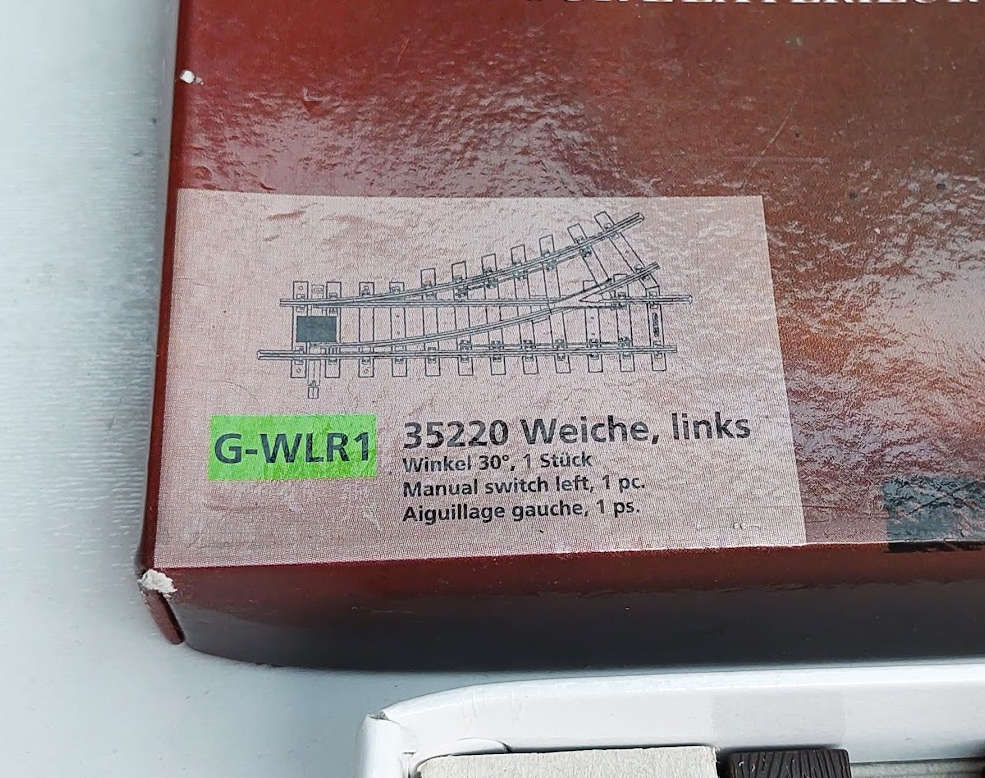 G-WLR1
35220 Weiche, links
Winkel 30°, 1 Stück
Manual switch left, 1 pc.
Aiguillage gauche, 1 ps.